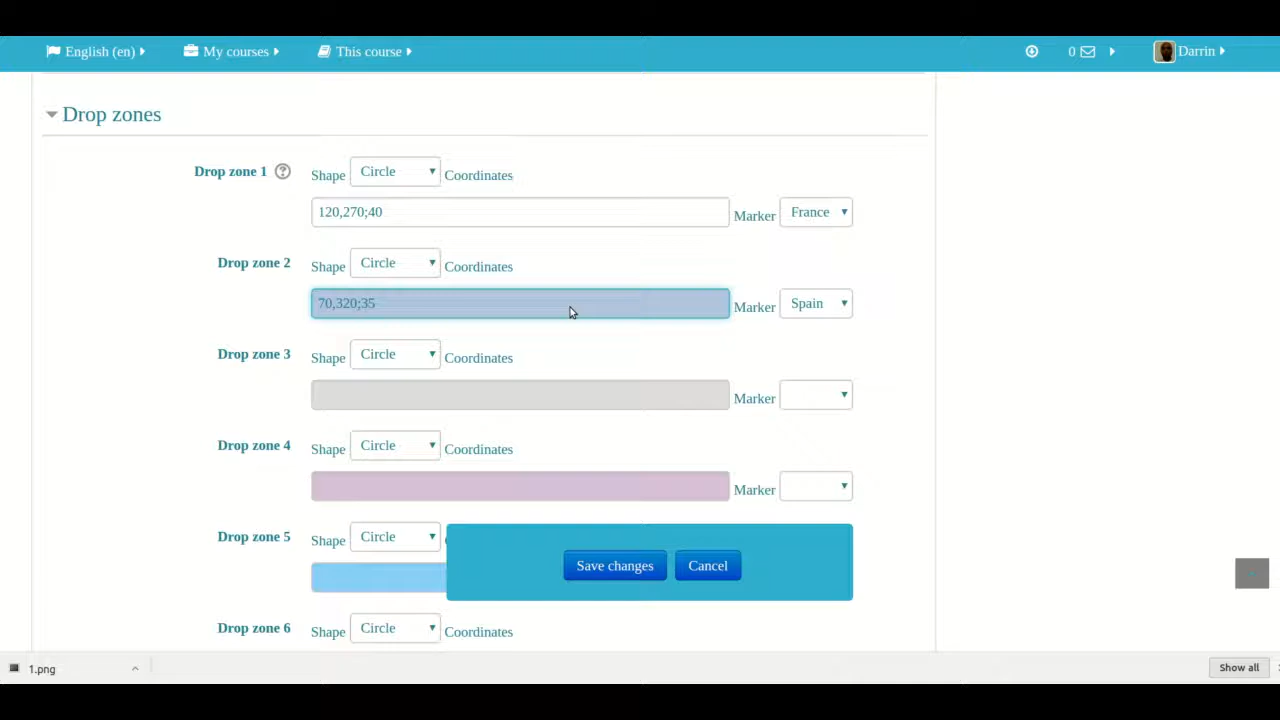 English (en) My courses This course 0 Darrin
Drop zones
Drop zone 1 Shape Circle Coordinates
120,270;40 Marker France
Drop zone 2 Shape Circle Coordinates
70,320;35 Marker Spain
Drop zone 3 Shape Circle Coordinates
Marker
Drop zone 4 Shape Circle Coordinates
Marker
Drop zone 5 Shape Circle
Save changes Cancel
Drop zone 6 Shape Circle Coordinates
1.png Show all